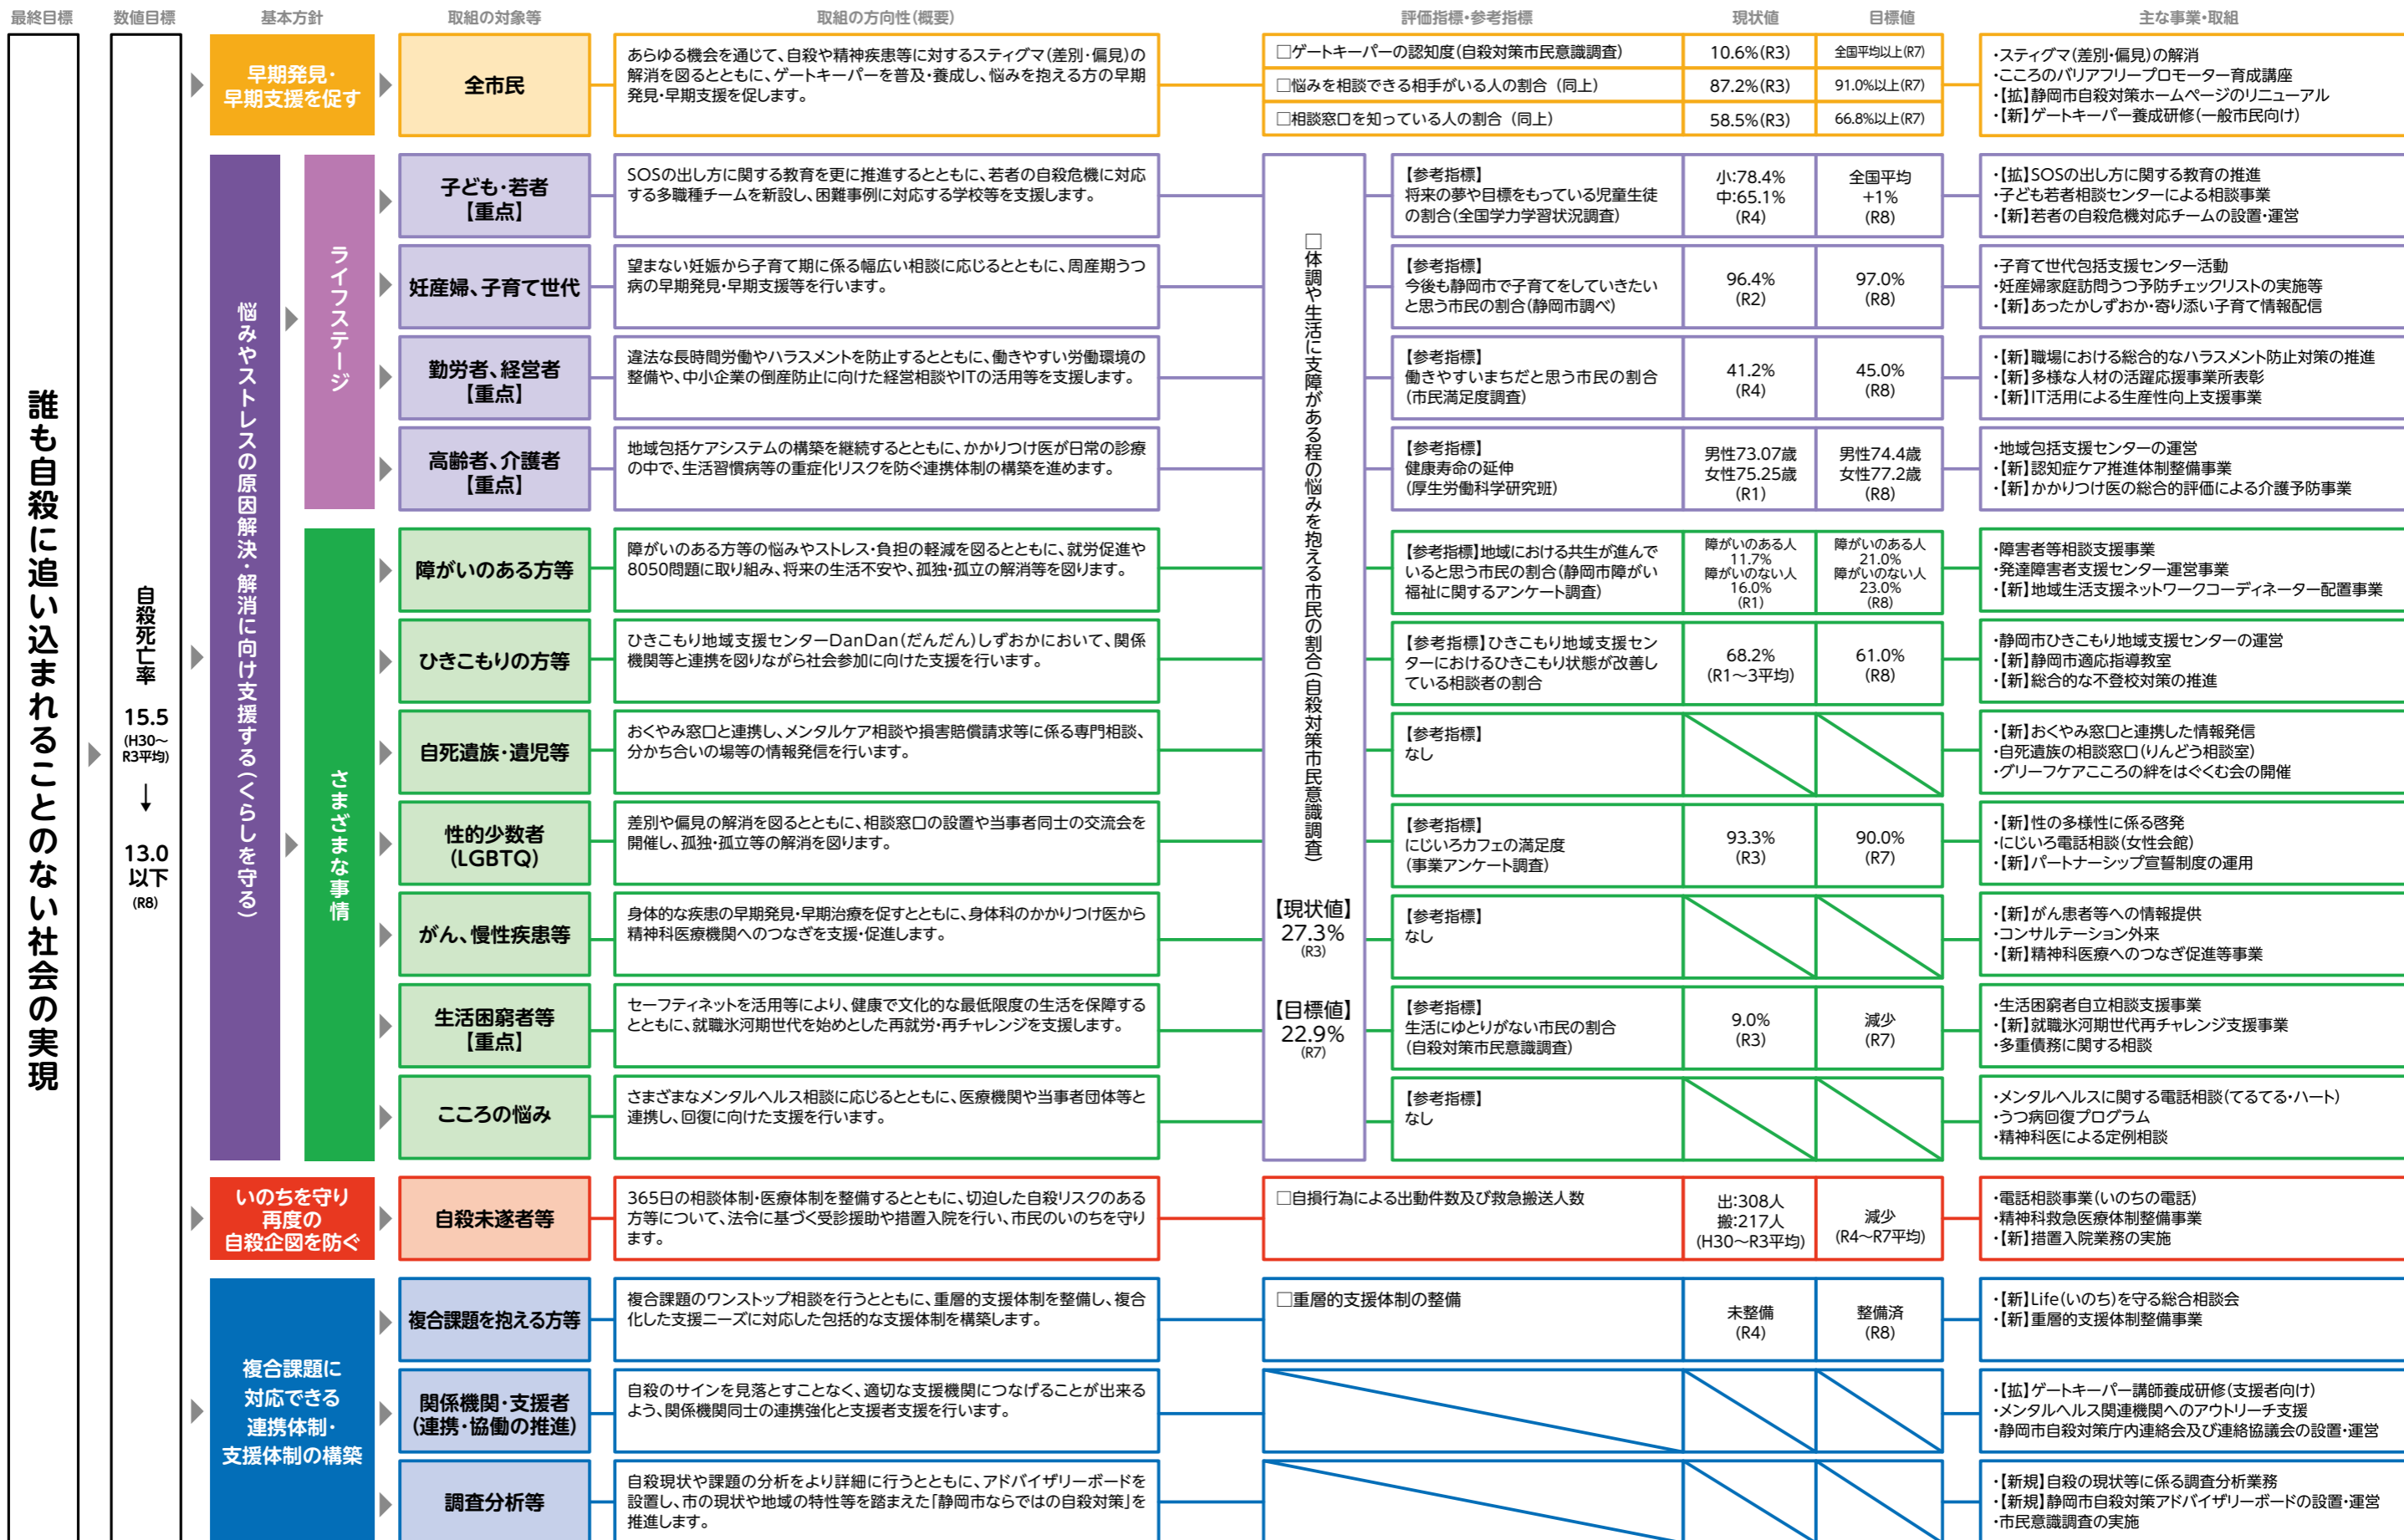 最終目標
数値目標
基本方針
取組の対象等
取組の方向性(概要)
評価指標・参考指標
現状値
目標値
主な事業・取組
誰も自殺に追い込まれることのない社会の実現
自殺死亡率
15.5
(H30～
R3平均)
↓
13.0
以下
(R8)
早期発見・
早期支援を促す
全市民
あらゆる機会を通じて、自殺や精神疾患等に対するスティグマ(差別・偏見)の
解消を図るとともに、ゲートキーパーを普及・養成し、悩みを抱える方の早期
発見・早期支援を促します。
□ゲートキーパーの認知度(自殺対策市民意識調査)
10.6%(R3)
全国平均以上(R7)
□悩みを相談できる相手がいる人の割合（同上）
87.2%(R3)
91.0%以上(R7)
□相談窓口を知っている人の割合（同上）
58.5%(R3)
66.8%以上(R7)
・スティグマ(差別・偏見)の解消
・こころのバリアフリープロモーター育成講座
・【拡】静岡市自殺対策ホームページのリニューアル
・【新】ゲートキーパー養成研修(一般市民向け)
悩みやストレスの原因解決・解消に向け支援する(くらしを守る)
ライフステージ
□体調や生活に支障がある程の悩みを抱える市民の割合(自殺対策市民意識調査)
【現状値】
27.3%
(R3)
【目標値】
22.9%
(R7)
子ども・若者
【重点】
SOSの出し方に関する教育を更に推進するとともに、若者の自殺危機に対応
する多職種チームを新設し、困難事例に対応する学校等を支援します。
【参考指標】
将来の夢や目標をもっている児童生徒
の割合(全国学力学習状況調査)
小:78.4%
中:65.1%
(R4)
全国平均
+1%
(R8)
・【拡】SOSの出し方に関する教育の推進
・子ども若者相談センターによる相談事業
・【新】若者の自殺危機対応チームの設置・運営
妊産婦、子育て世代
望まない妊娠から子育て期に係る幅広い相談に応じるとともに、周産期うつ
病の早期発見・早期支援等を行います。
【参考指標】
今後も静岡市で子育てをしていきたい
と思う市民の割合(静岡市調べ)
96.4%
(R2)
97.0%
(R8)
・子育て世代包括支援センター活動
・妊産婦家庭訪問うつ予防チェックリストの実施等
・【新】あったかしずおか・寄り添い子育て情報配信
勤労者、経営者
【重点】
違法な長時間労働やハラスメントを防止するとともに、働きやすい労働環境の
整備や、中小企業の倒産防止に向けた経営相談やITの活用等を支援します。
【参考指標】
働きやすいまちだと思う市民の割合
(市民満足度調査)
41.2%
(R4)
45.0%
(R8)
・【新】職場における総合的なハラスメント防止対策の推進
・【新】多様な人材の活躍応援事業所表彰
・【新】IT活用による生産性向上支援事業
高齢者、介護者
【重点】
地域包括ケアシステムの構築を継続するとともに、かかりつけ医が日常の診療
の中で、生活習慣病等の重症化リスクを防ぐ連携体制の構築を進めます。
【参考指標】
健康寿命の延伸
(厚生労働科学研究班)
男性73.07歳
女性75.25歳
(R1)
男性74.4歳
女性77.2歳
(R8)
・地域包括支援センターの運営
・【新】認知症ケア推進体制整備事業
・【新】かかりつけ医の総合的評価による介護予防事業
さまざまな事情
障がいのある方等
障がいのある方等の悩みやストレス・負担の軽減を図るとともに、就労促進や
8050問題に取り組み、将来の生活不安や、孤独・孤立の解消等を図ります。
【参考指標】地域における共生が進んで
いると思う市民の割合(静岡市障がい
福祉に関するアンケート調査)
障がいのある人
11.7%
障がいのない人
16.0%
(R1)
障がいのある人
21.0%
障がいのない人
23.0%
(R8)
・障害者等相談支援事業
・発達障害者支援センター運営事業
・【新】地域生活支援ネットワークコーディネーター配置事業
ひきこもりの方等
ひきこもり地域支援センターDanDan(だんだん)しずおかにおいて、関係
機関等と連携を図りながら社会参加に向けた支援を行います。
【参考指標】ひきこもり地域支援セン
ターにおけるひきこもり状態が改善し
ている相談者の割合
68.2%
(R1～3平均)
61.0%
(R8)
・静岡市ひきこもり地域支援センターの運営
・【新】静岡市適応指導教室
・【新】総合的な不登校対策の推進
自死遺族・遺児等
おくやみ窓口と連携し、メンタルケア相談や損害賠償請求等に係る専門相談、
分かち合いの場等の情報発信を行います。
【参考指標】
なし
・【新】おくやみ窓口と連携した情報発信
・自死遺族の相談窓口(りんどう相談室)
・グリーフケアこころの絆をはぐくむ会の開催
性的少数者
(LGBTQ)
差別や偏見の解消を図るとともに、相談窓口の設置や当事者同士の交流会を
開催し、孤独・孤立等の解消を図ります。
【参考指標】
にじいろカフェの満足度
(事業アンケート調査)
93.3%
(R3)
90.0%
(R7)
・【新】性の多様性に係る啓発
・にじいろ電話相談(女性会館)
・【新】パートナーシップ宣誓制度の運用
がん、慢性疾患等
身体的な疾患の早期発見・早期治療を促すとともに、身体科のかかりつけ医から
精神科医療機関へのつなぎを支援・促進します。
【参考指標】
なし
・【新】がん患者等への情報提供
・コンサルテーション外来
・【新】精神科医療へのつなぎ促進等事業
生活困窮者等
【重点】
セーフティネットを活用等により、健康で文化的な最低限度の生活を保障する
とともに、就職氷河期世代を始めとした再就労・再チャレンジを支援します。
【参考指標】
生活にゆとりがない市民の割合
(自殺対策市民意識調査)
9.0%
(R3)
減少
(R7)
・生活困窮者自立相談支援事業
・【新】就職氷河期世代再チャレンジ支援事業
・多重債務に関する相談
こころの悩み
さまざまなメンタルヘルス相談に応じるとともに、医療機関や当事者団体等と
連携し、回復に向けた支援を行います。
【参考指標】
なし
・メンタルヘルスに関する電話相談(てるてる・ハート)
・うつ病回復プログラム
・精神科医による定例相談
いのちを守り
再度の
自殺企図を防ぐ
自殺未遂者等
365日の相談体制・医療体制を整備するとともに、切迫した自殺リスクのある
方等について、法令に基づく受診援助や措置入院を行い、市民のいのちを守り
ます。
□自損行為による出動件数及び救急搬送人数
出:308人
搬:217人
(H30～R3平均)
減少
(R4～R7平均)
・電話相談事業(いのちの電話)
・精神科救急医療体制整備事業
・【新】措置入院業務の実施
複合課題に
対応できる
連携体制・
支援体制の構築
複合課題を抱える方等
複合課題のワンストップ相談を行うとともに、重層的支援体制を整備し、複合
化した支援ニーズに対応した包括的な支援体制を構築します。
□重層的支援体制の整備
未整備
(R4)
整備済
(R8)
・【新】Life(いのち)を守る総合相談会
・【新】重層的支援体制整備事業
関係機関・支援者
(連携・協働の推進)
自殺のサインを見落とすことなく、適切な支援機関につなげることが出来る
よう、関係機関同士の連携強化と支援者支援を行います。
・【拡】ゲートキーパー講師養成研修(支援者向け)
・メンタルヘルス関連機関へのアウトリーチ支援
・静岡市自殺対策庁内連絡会及び連絡協議会の設置・運営
調査分析等
自殺現状や課題の分析をより詳細に行うとともに、アドバイザリーボードを
設置し、市の現状や地域の特性等を踏まえた「静岡市ならではの自殺対策」を
推進します。
・【新規】自殺の現状等に係る調査分析業務
・【新規】静岡市自殺対策アドバイザリーボードの設置・運営
・市民意識調査の実施